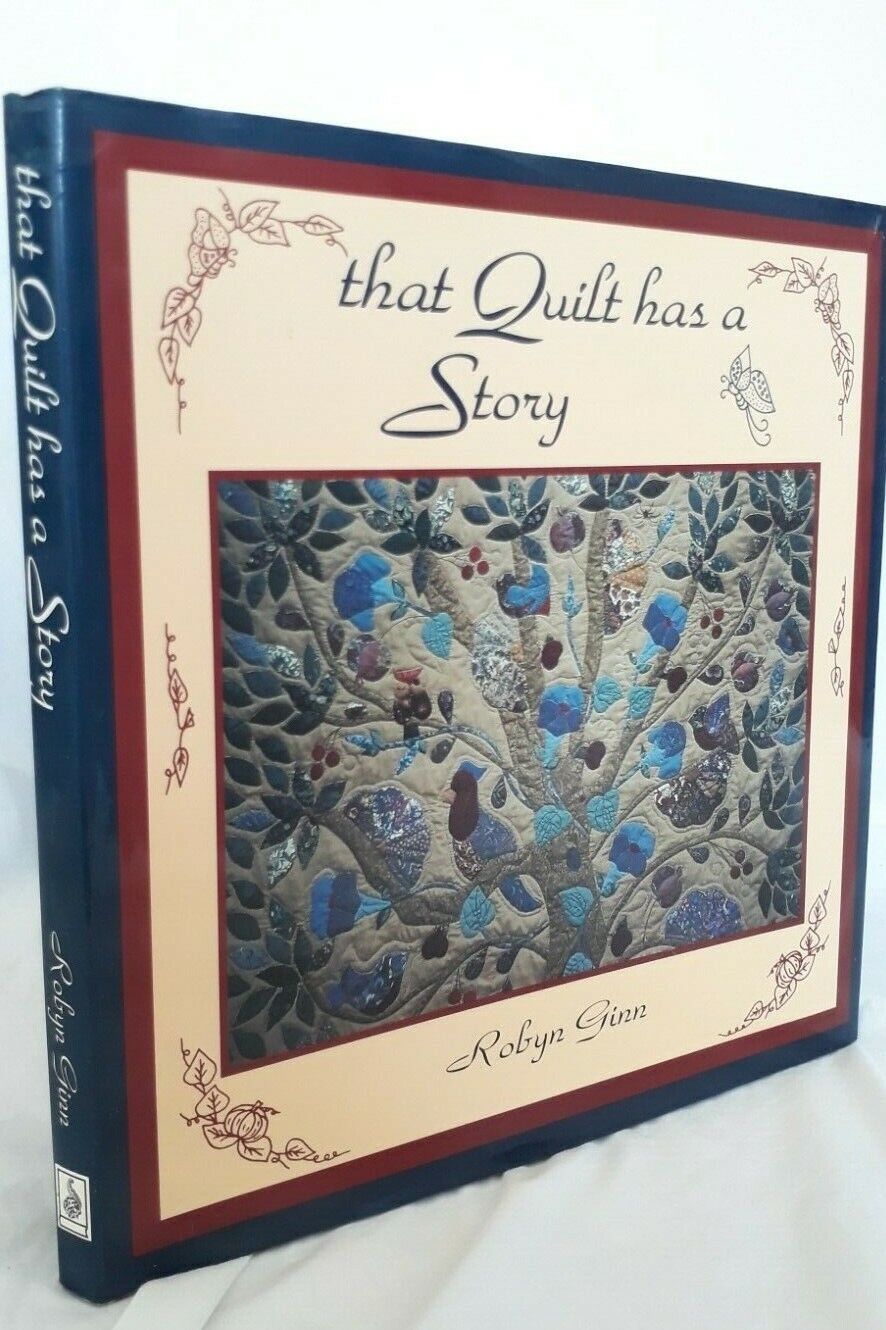 that Quilt has a
Story
Robyn Ginn
that Quilt has a Story
Robyn Ginn